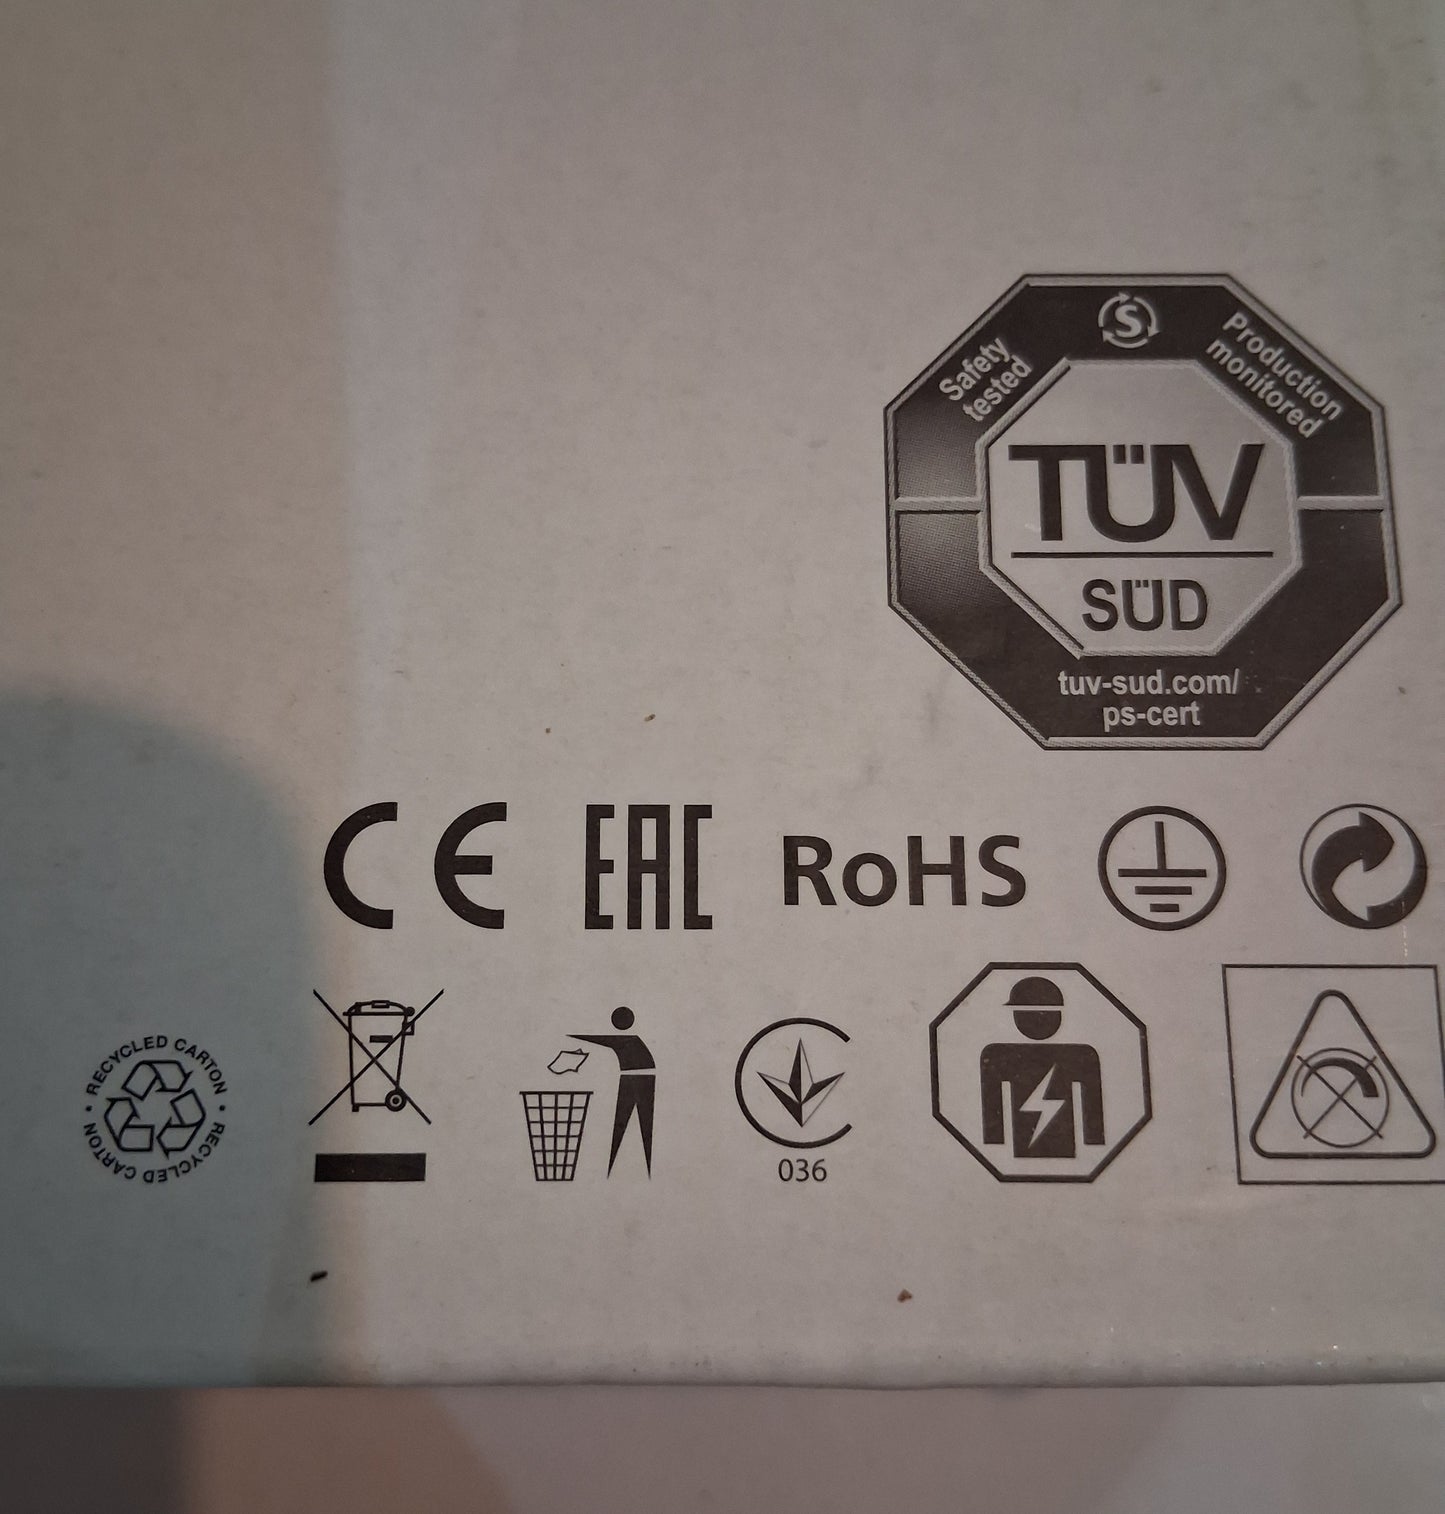 Safety
tested
S
Production
monitored
TÜV
SÜD
tuv-sud.com/
ps-cert
CE
EAC
RoHS
RECYCLED CARTON • RECYCLED CARTON •
036